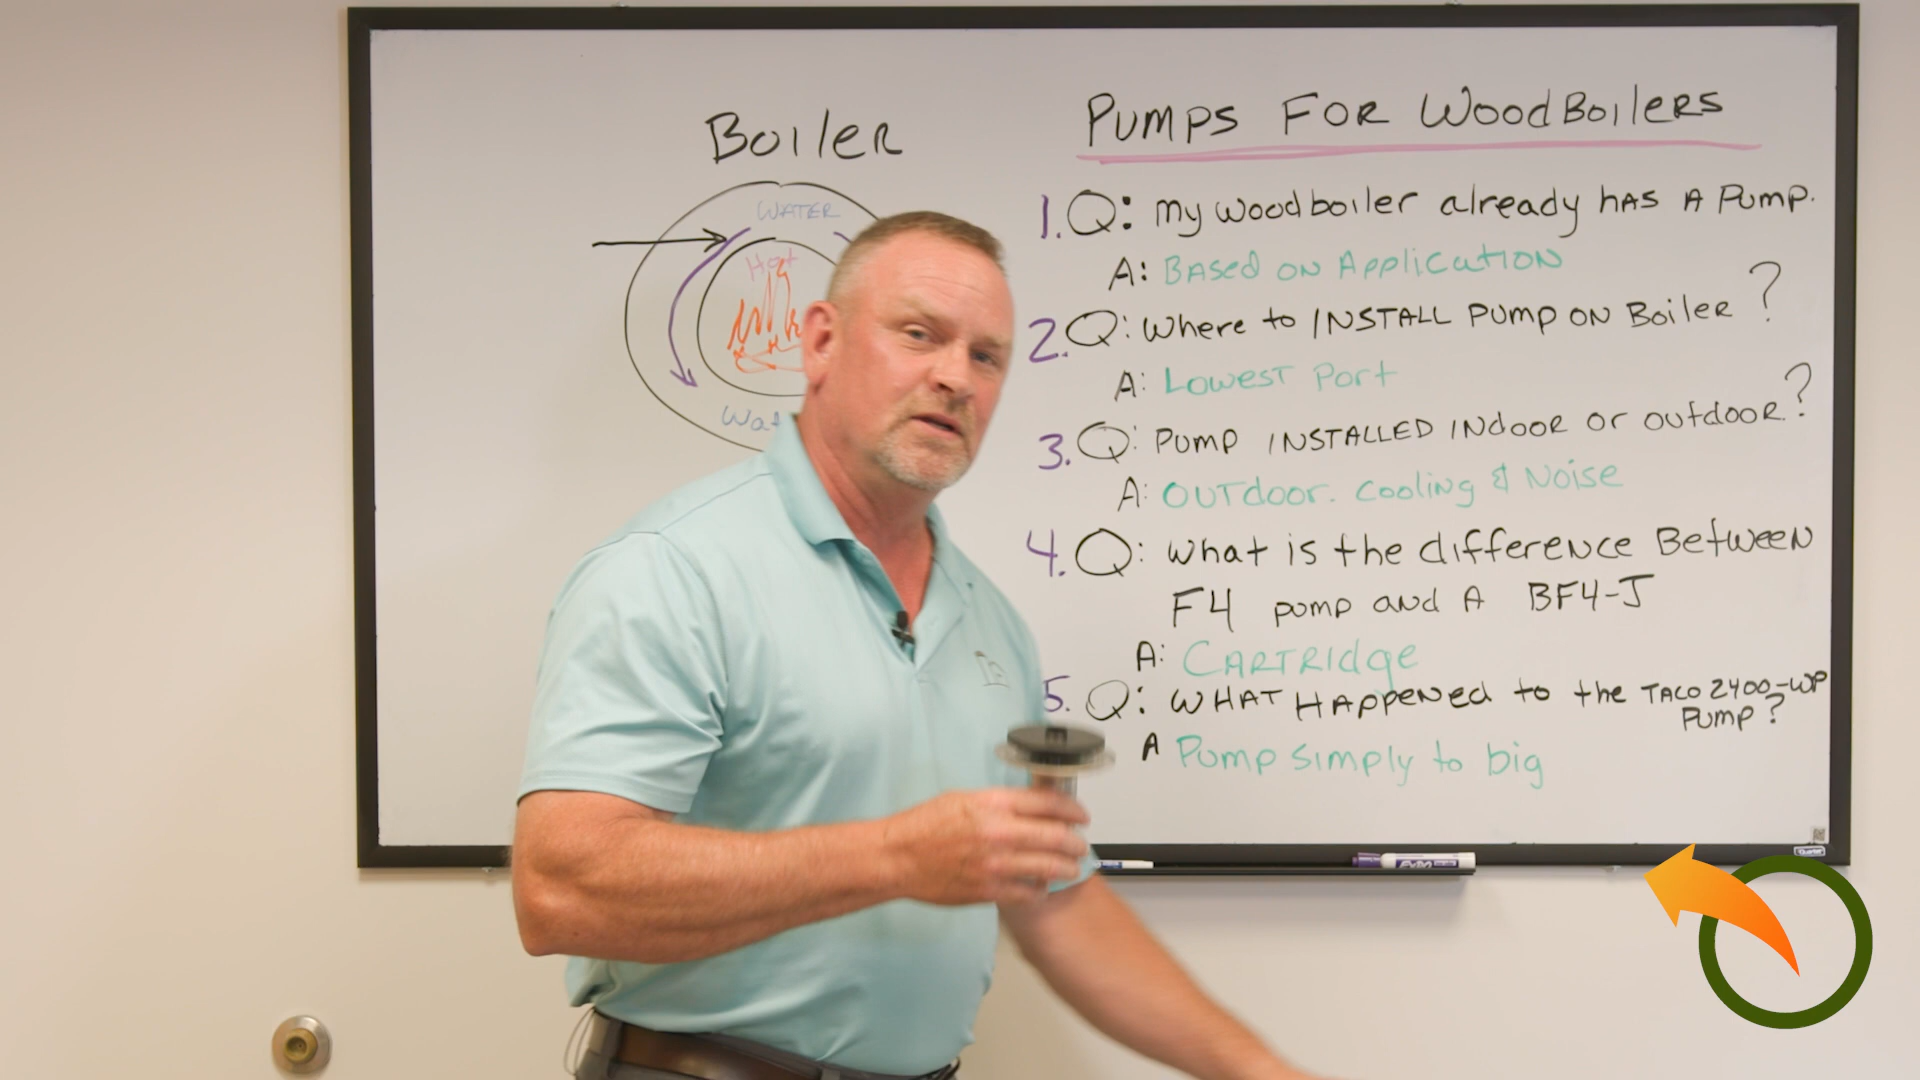 Boiler
WATER
Hot
Wat
PUMPS FOR WOODBOILERS
1. Q: My woodboiler already has A Pump.
A: Based on Application
2. Q: Where to INSTALL PUMP ON Boiler?
A: Lowest Port
3. Q: Pump INSTALLED INdoor or outdoor?
A: OUTdoor. Cooling & Noise
4. Q: What is the difference Between
F4 pump and A BF4-J
A: CARTRIdge
5. Q: WHAT HAppened to the TACO 2400-WP
Pump?
A Pump simply to big
EXPO
Quartet